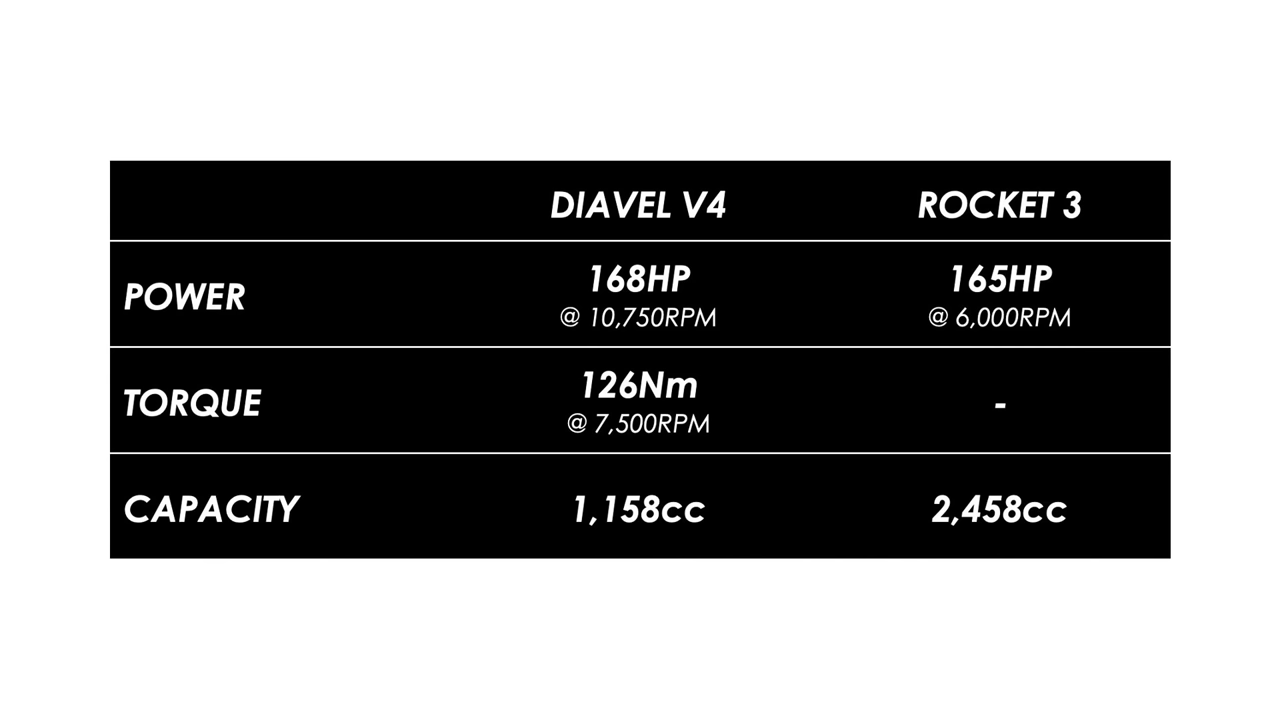 DIAVEL V4 ROCKET 3
POWER 168HP 165HP
@ 10,750RPM @ 6,000RPM
TORQUE 126Nm -
@ 7,500RPM
CAPACITY 1,158cc 2,458cc